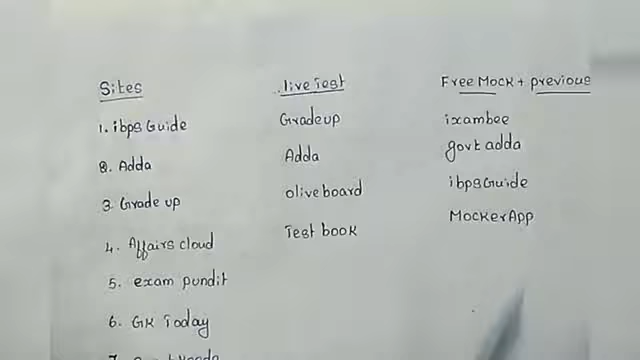 Sites
1. ibps Guide
2. Adda
3. Grade up
4. Affairs cloud
5. exam pundit
6. GK Today
7.
live Test
Gradeup
Adda
oliveboard
Test book
Free Mock + previous
ixambee
govt adda
ibpsGuide
MockerApp